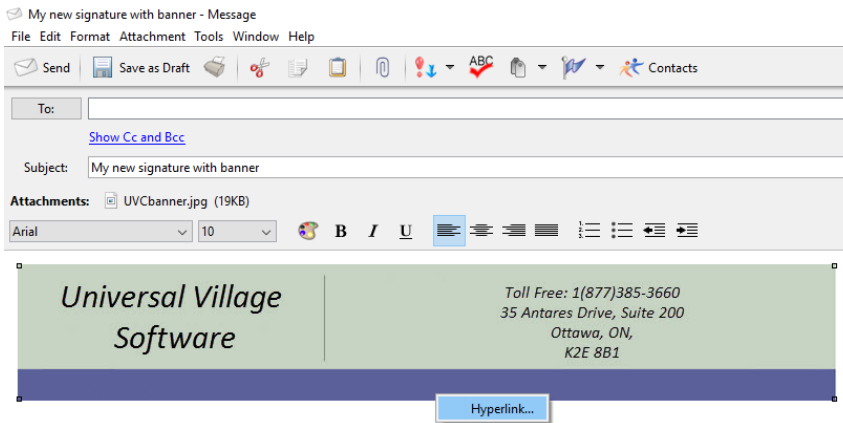 My new signature with banner - Message
File Edit Format Attachment Tools Window Help
Send Save as Draft ABC Contacts
To:
Show Cc and Bcc
Subject: My new signature with banner
Attachments: UVCbanner.jpg (19KB)
Arial 10 B I U
Universal Village
Software
Toll Free: 1(877)385-3660
35 Antares Drive, Suite 200
Ottawa, ON,
K2E 8B1
Hyperlink...